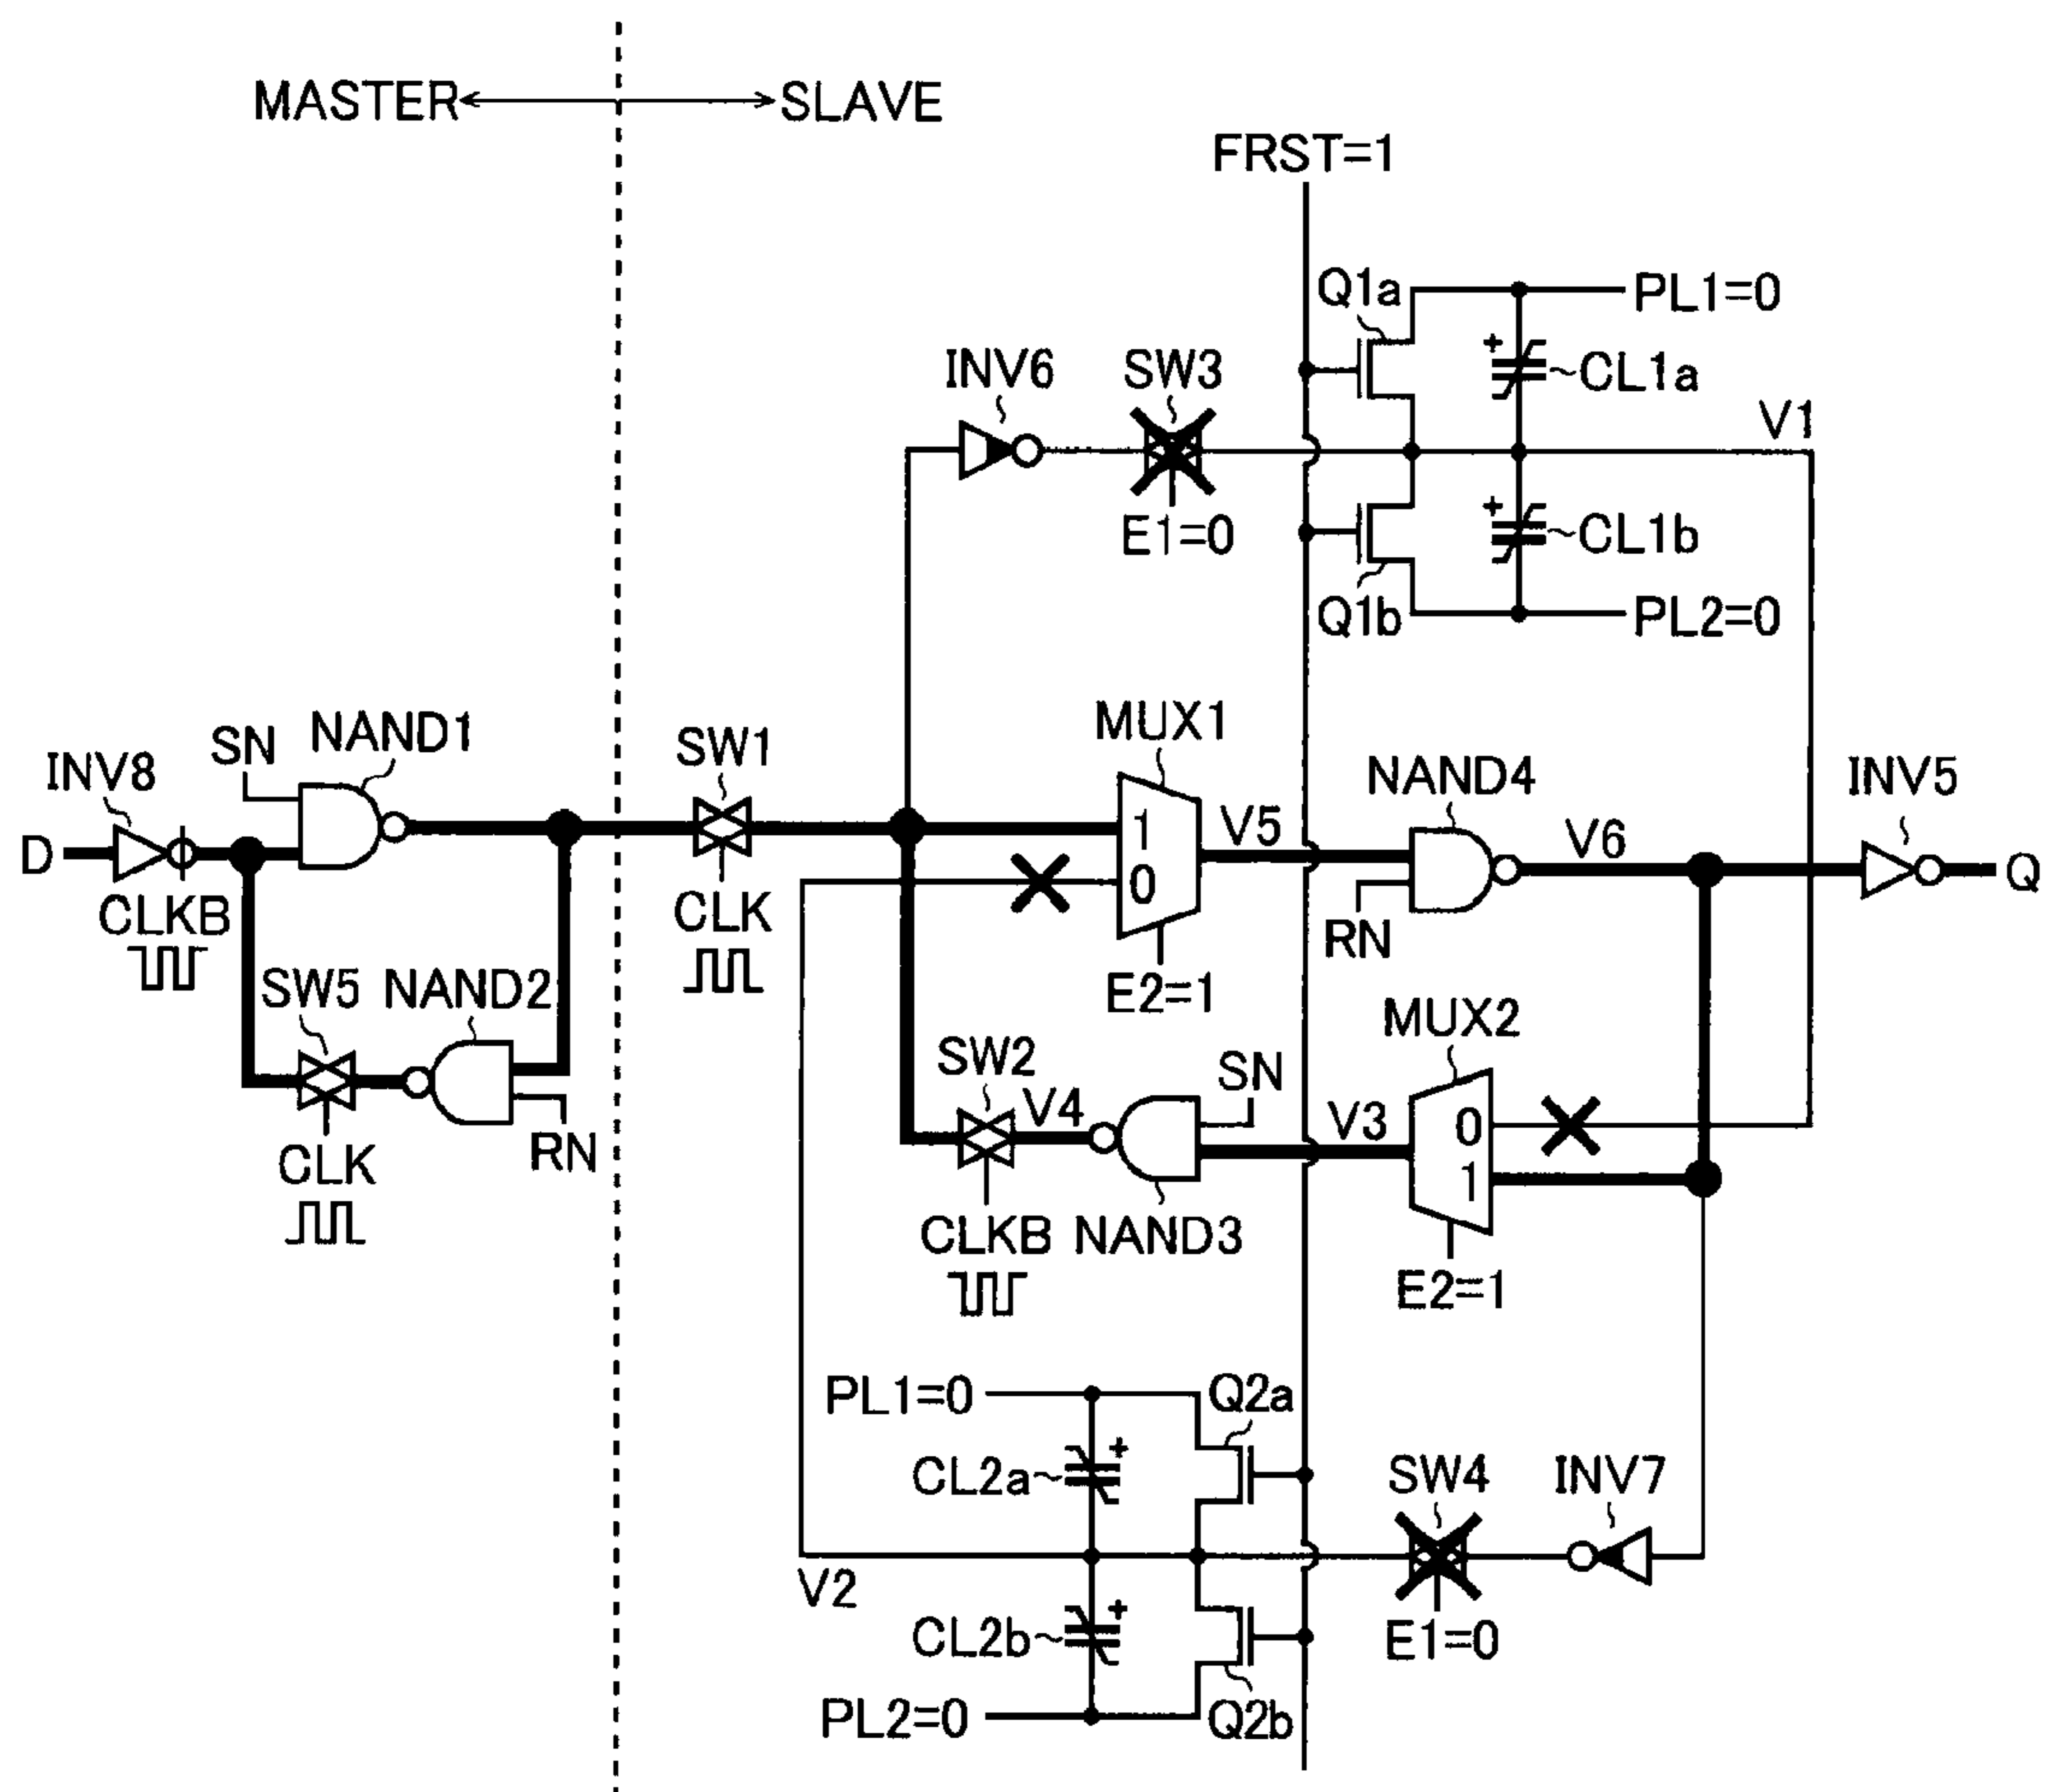 MASTER
SLAVE
FRST=1
Q1a
PL1=0
INV6
SW3
+
CL1a
V1
E1=0
+
CL1b
Q1b
PL2=0
MUX1
SN
NAND1
SW1
INV8
NAND4
INV5
D
1
0
V5
V6
Q
CLKB
CLK
RN
E2=1
SW5
NAND2
MUX2
SW2
SN
V4
V3
0
1
RN
CLK
CLKB
NAND3
E2=1
PL1=0
Q2a
CL2a
+
SW4
INV7
V2
CL2b
+
E1=0
PL2=0
Q2b